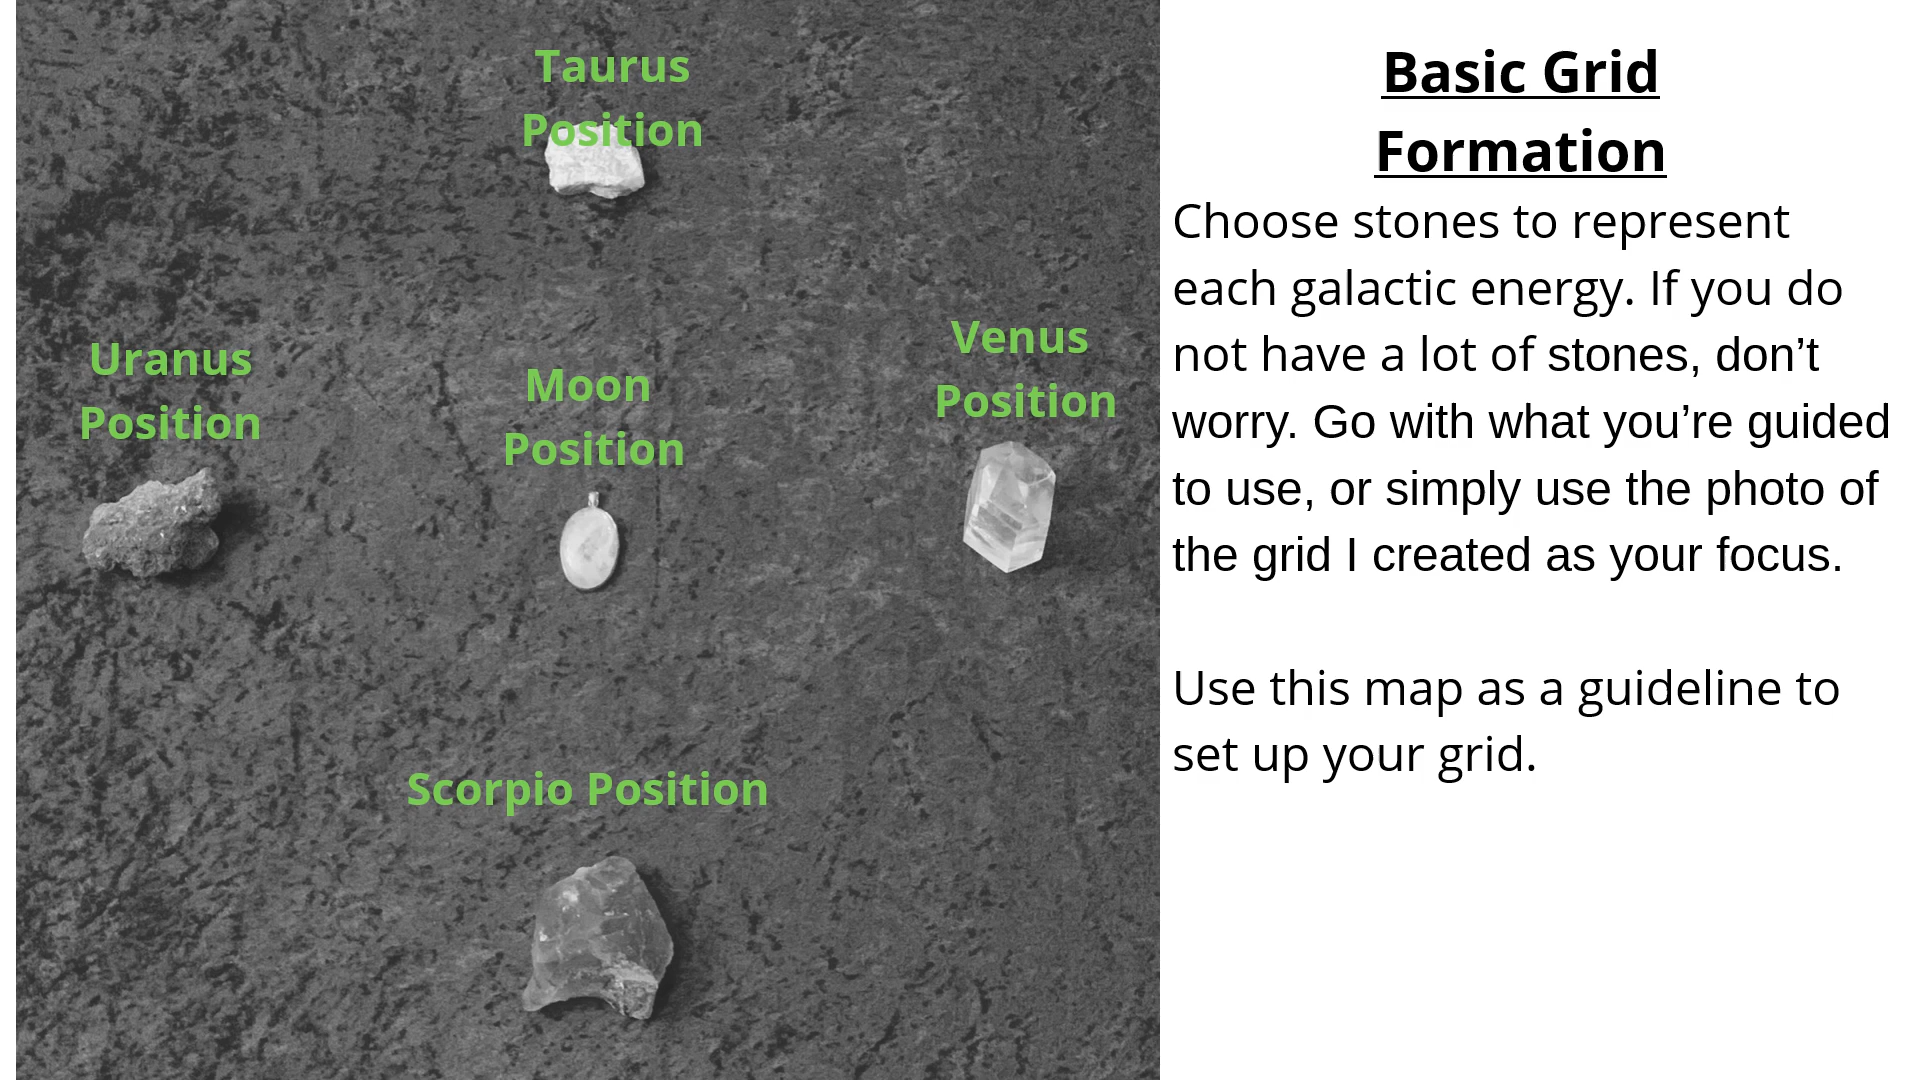 Taurus
Position
Uranus
Position
Moon
Position
Venus
Position
Scorpio Position
Basic Grid
Formation
Choose stones to represent
each galactic energy. If you do
not have a lot of stones, don’t
worry. Go with what you’re guided
to use, or simply use the photo of
the grid I created as your focus.
Use this map as a guideline to
set up your grid.